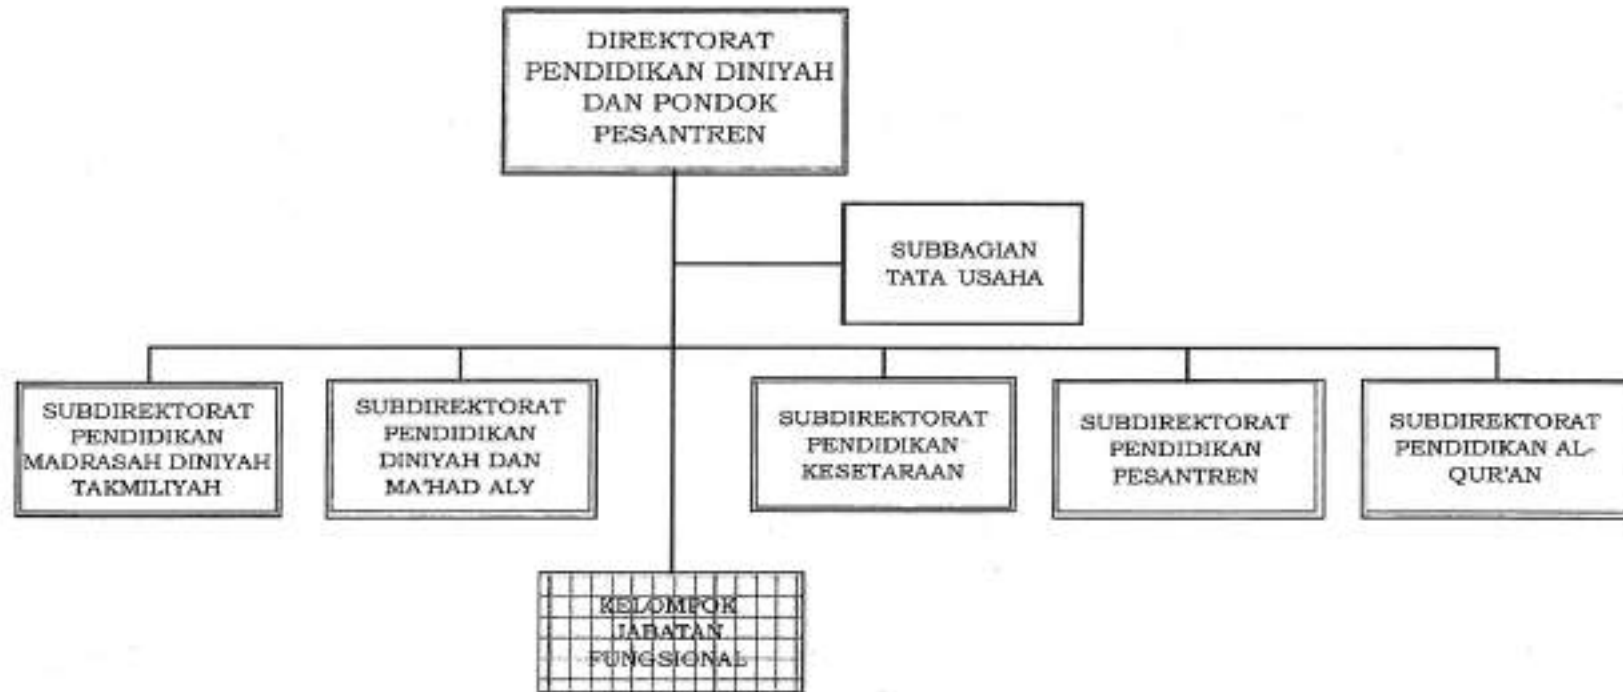 DIREKTORAT
PENDIDIKAN DINIYAH
DAN PONDOK
PESANTREN
SUBBAGIAN
TATA USAHA
SUBDIREKTORAT
PENDIDIKAN
MADRASAH DINIYAH
TAKMILIYAH
SUBDIREKTORAT
PENDIDIKAN
DINIYAH DAN
MA'HAD ALY
SUBDIREKTORAT
PENDIDIKAN
KESETARAAN
SUBDIREKTORAT
PENDIDIKAN
PESANTREN
SUBDIREKTORAT
PENDIDIKAN AL-
QUR'AN
KELOMPOK
JABATAN
FUNGSIONAL